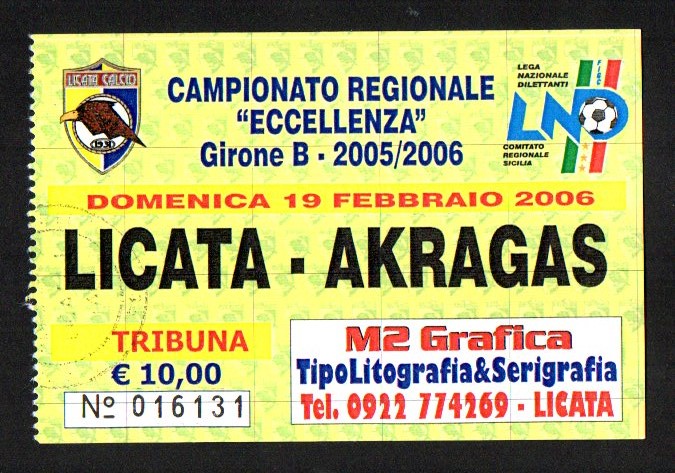 LICATA CALCIO
1930
CAMPIONATO REGIONALE
"ECCELLENZA"
Girone B - 2005/2006
LEGA
NAZIONALE
DILETTANTI
FIGC
LND
COMITATO
REGIONALE
SICILIA
DOMENICA 19 FEBBRAIO 2006
LICATA - AKRAGAS
TRIBUNA
€ 10,00
Nº 016131
M2 Grafica
TipoLitografia&Serigrafia
Tel. 0922 774269 - LICATA